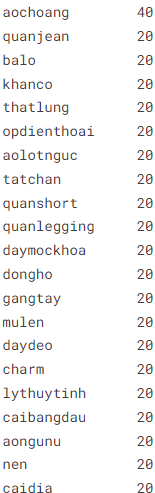 aochoang 40
quanjean 20
balo 20
khanco 20
thatlung 20
opdienthoai 20
aolotnguc 20
tatchan 20
quanshort 20
quanlegging 20
daymockhoa 20
dongho 20
gangtay 20
mulen 20
daydeo 20
charm 20
lythuytinh 20
caibangdau 20
aongunu 20
nen 20
caidia 20